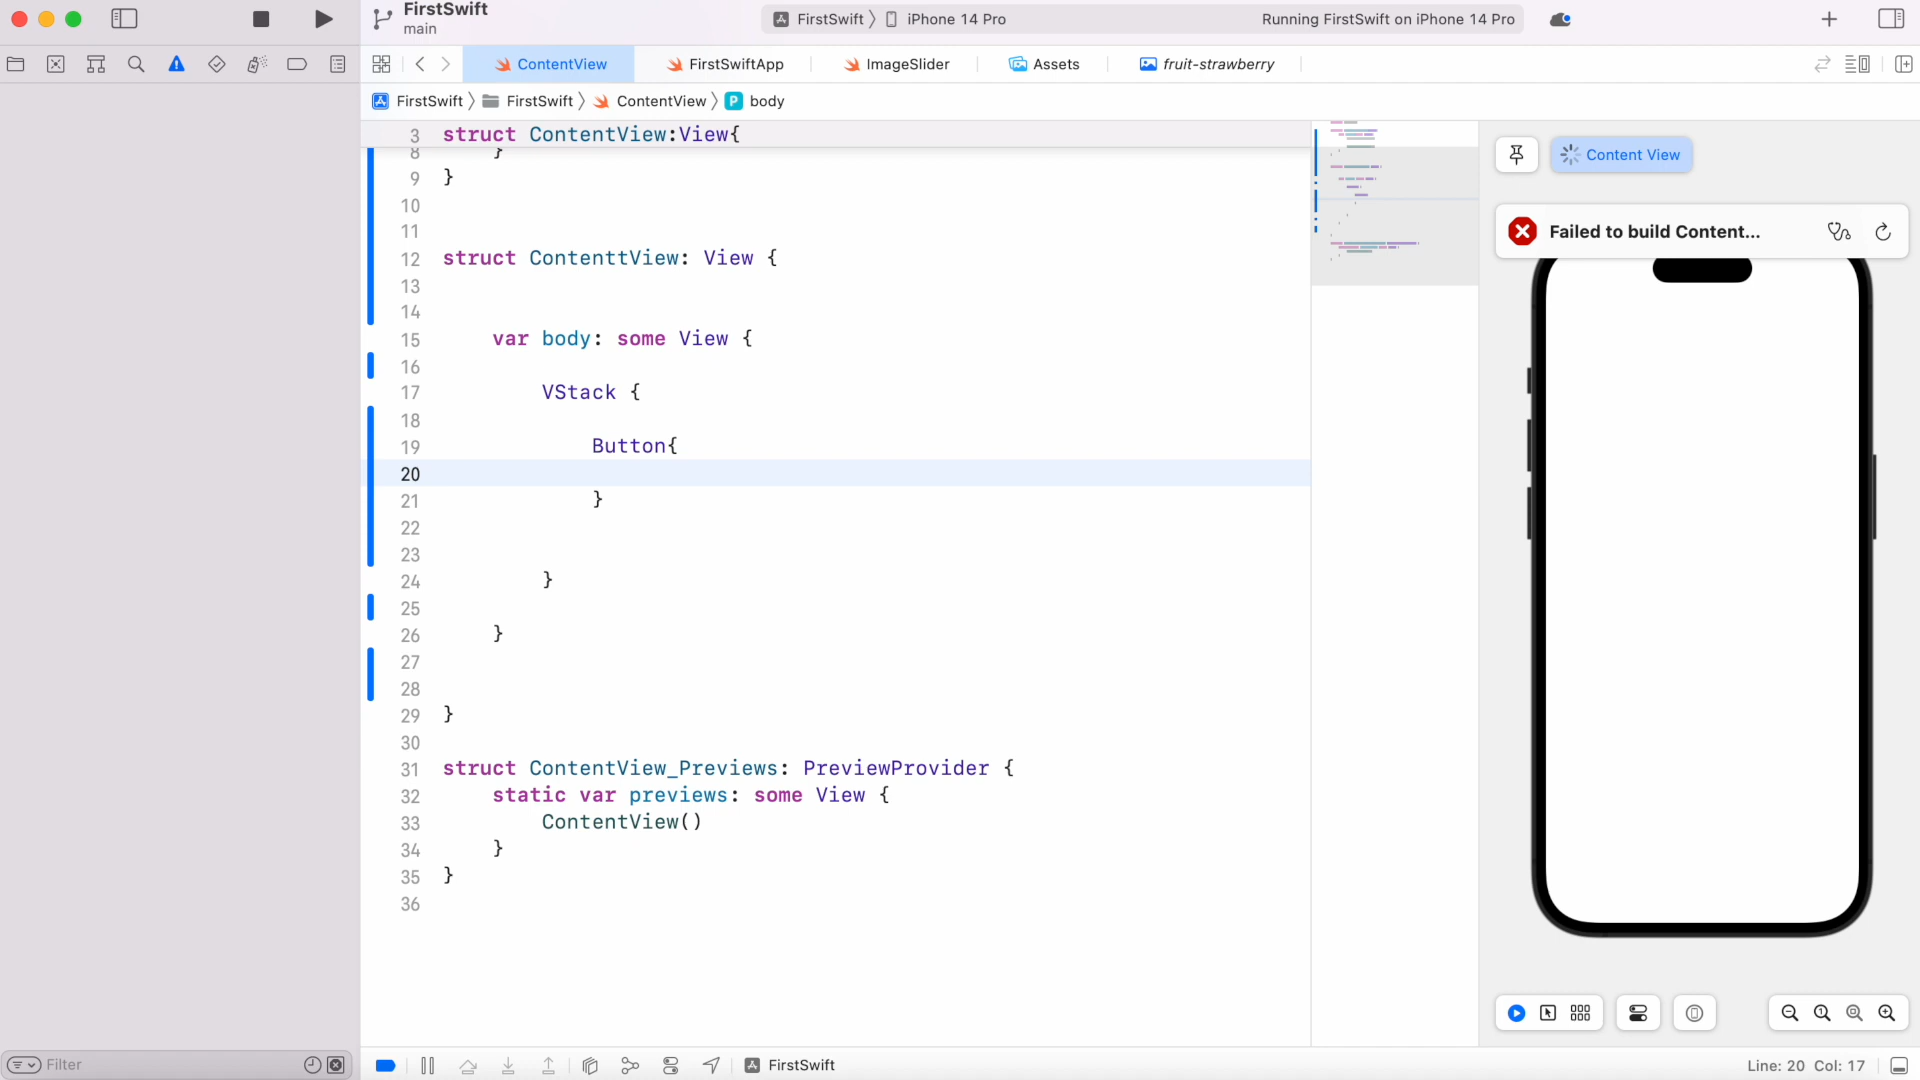 FirstSwift
main
FirstSwift
iPhone 14 Pro
Running FirstSwift on iPhone 14 Pro
ContentView
FirstSwiftApp
ImageSlider
Assets
fruit-strawberry
FirstSwift
FirstSwift
ContentView
P
body
3 struct ContentView:View{
8 }
9 }
10
11
12 struct ContenttView: View {
13
14
15 var body: some View {
16
17 VStack {
18
19 Button{
20
21 }
22
23
24 }
25
26 }
27
28
29 }
30
31 struct ContentView_Previews: PreviewProvider {
32 static var previews: some View {
33 ContentView()
34 }
35 }
36
Content View
Failed to build Content...
Filter
FirstSwift
Line: 20 Col: 17